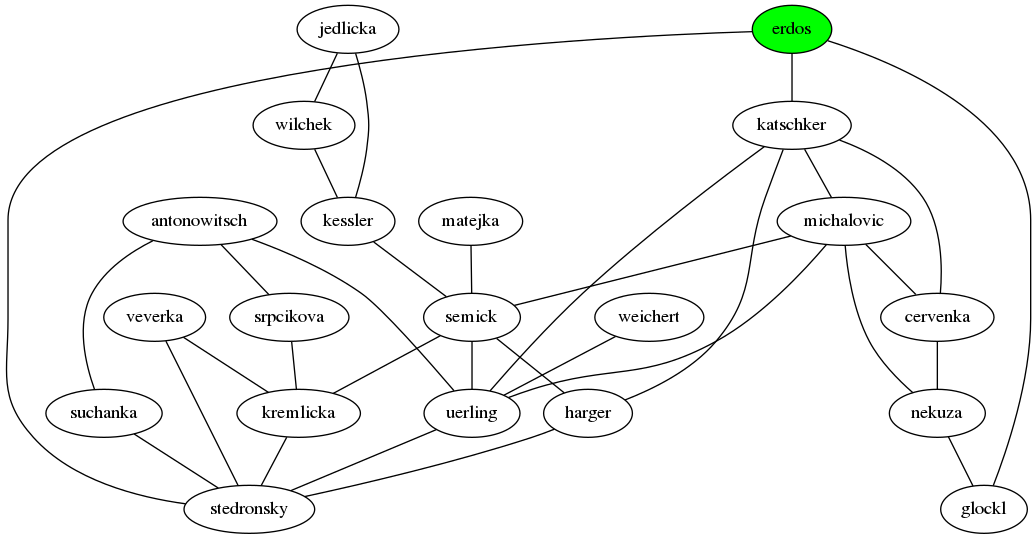 jedlicka
erdos
wilchek
katschker
antonowitsch
kessler
matejka
michalovic
veverka
srpcikova
semick
weichert
cervenka
suchanka
kremlicka
uerling
harger
nekuza
stedronsky
glockl